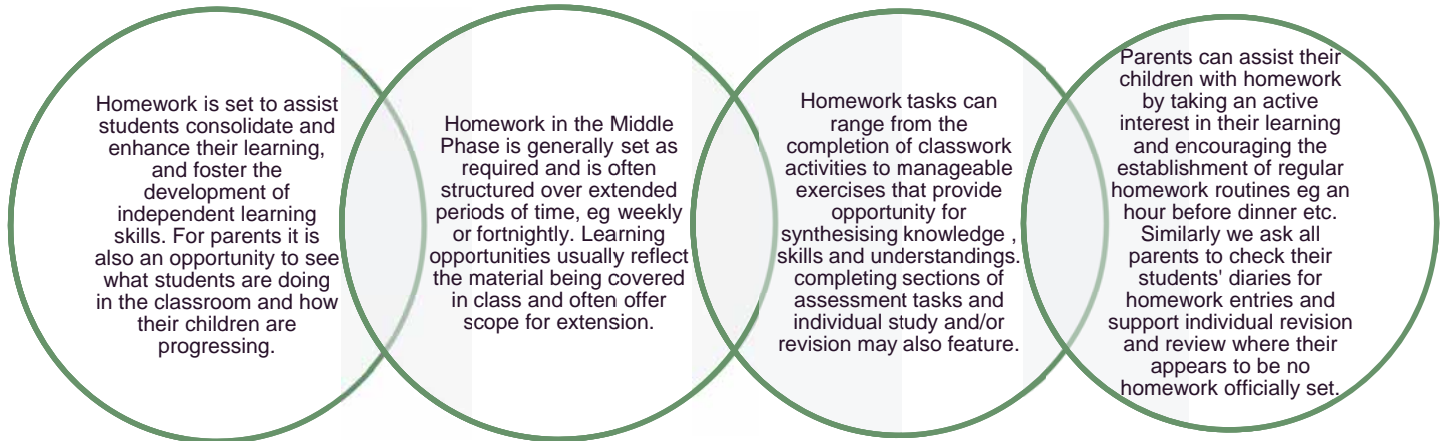 Homework is set to assist
students consolidate and
enhance their learning,
and foster the
development of
independent learning
skills. For parents it is
also an opportunity to see
what students are doing
in the classroom and how
their children are
progressing.
Homework in the Middle
Phase is generally set as
required and is often
structured over extended
periods of time, eg weekly
or fortnightly. Learning
opportunities usually reflect
the material being covered
in class and often offer
scope for extension.
Homework tasks can
range from the
completion of classwork
activities to manageable
exercises that provide
opportunity for
synthesising knowledge ,
skills and understandings.
completing sections of
assessment tasks and
individual study and/or
revision may also feature.
Parents can assist their
children with homework
by taking an active
interest in their learning
and encouraging the
establishment of regular
homework routines eg an
hour before dinner etc.
Similarly we ask all
parents to check their
students' diaries for
homework entries and
support individual revision
and review where their
appears to be no
homework officially set.